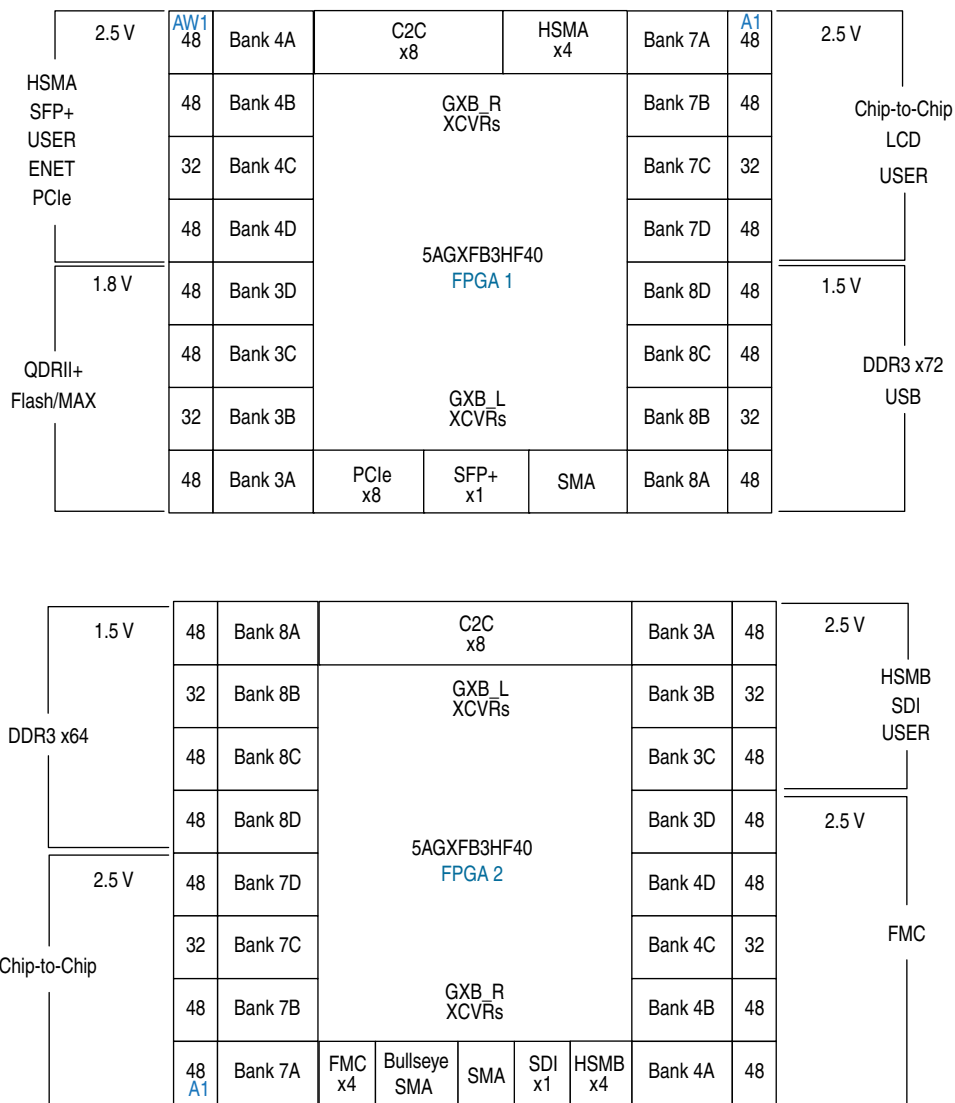 2.5 V
AW1
48
Bank 4A
C2C
x8
HSMA
x4
Bank 7A
A1
48
2.5 V
HSMA
SFP+
USER
ENET
PCIe
48
Bank 4B
GXB_R
XCVRs
Bank 7B
48
Chip-to-Chip
LCD
USER
32
Bank 4C
Bank 7C
32
48
Bank 4D
Bank 7D
48
5AGXFB3HF40
FPGA 1
1.8 V
48
Bank 3D
Bank 8D
48
1.5 V
QDRII+
Flash/MAX
48
Bank 3C
Bank 8C
48
DDR3 x72
USB
32
Bank 3B
GXB_L
XCVRs
Bank 8B
32
48
Bank 3A
PCIe
x8
SFP+
x1
SMA
Bank 8A
48
1.5 V
48
Bank 8A
C2C
x8
Bank 3A
48
2.5 V
32
Bank 8B
GXB_L
XCVRs
Bank 3B
32
HSMB
SDI
USER
DDR3 x64
48
Bank 8C
Bank 3C
48
48
Bank 8D
Bank 3D
48
2.5 V
5AGXFB3HF40
FPGA 2
2.5 V
48
Bank 7D
Bank 4D
48
32
Bank 7C
Bank 4C
32
FMC
Chip-to-Chip
48
Bank 7B
GXB_R
XCVRs
Bank 4B
48
48
A1
Bank 7A
FMC
x4
Bullseye
SMA
SMA
SDI
x1
HSMB
x4
Bank 4A
48